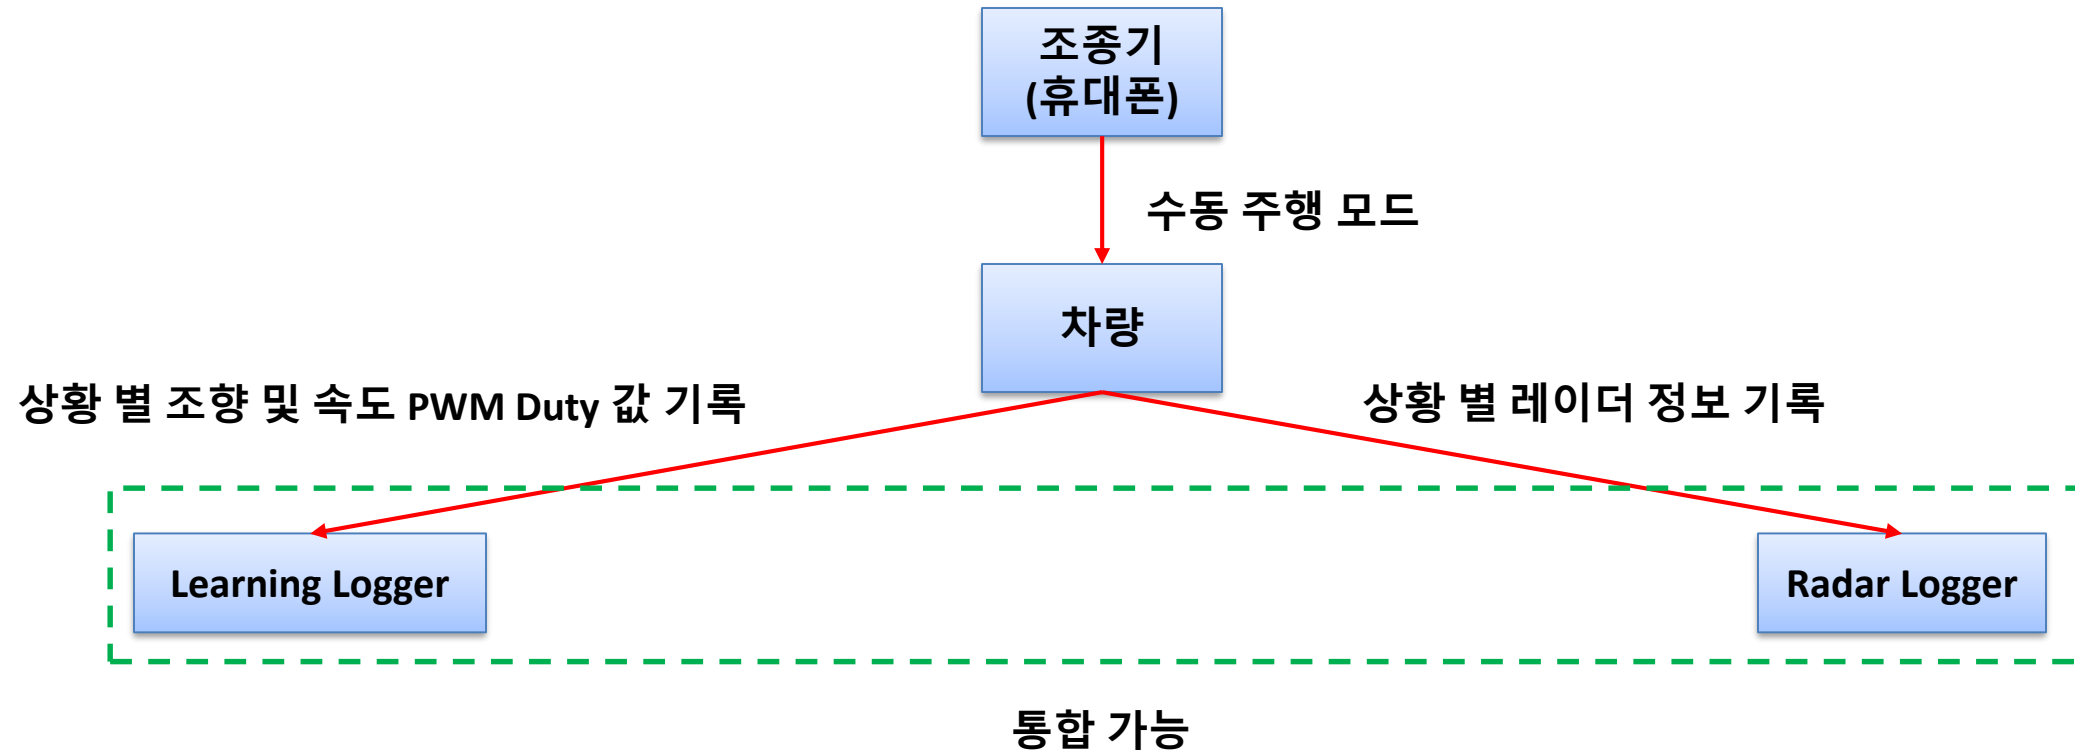 조종기
(휴대폰)
수동 주행 모드
차량
상황 별 조향 및 속도 PWM Duty 값 기록
상황 별 레이더 정보 기록
Learning Logger
Radar Logger
통합 가능